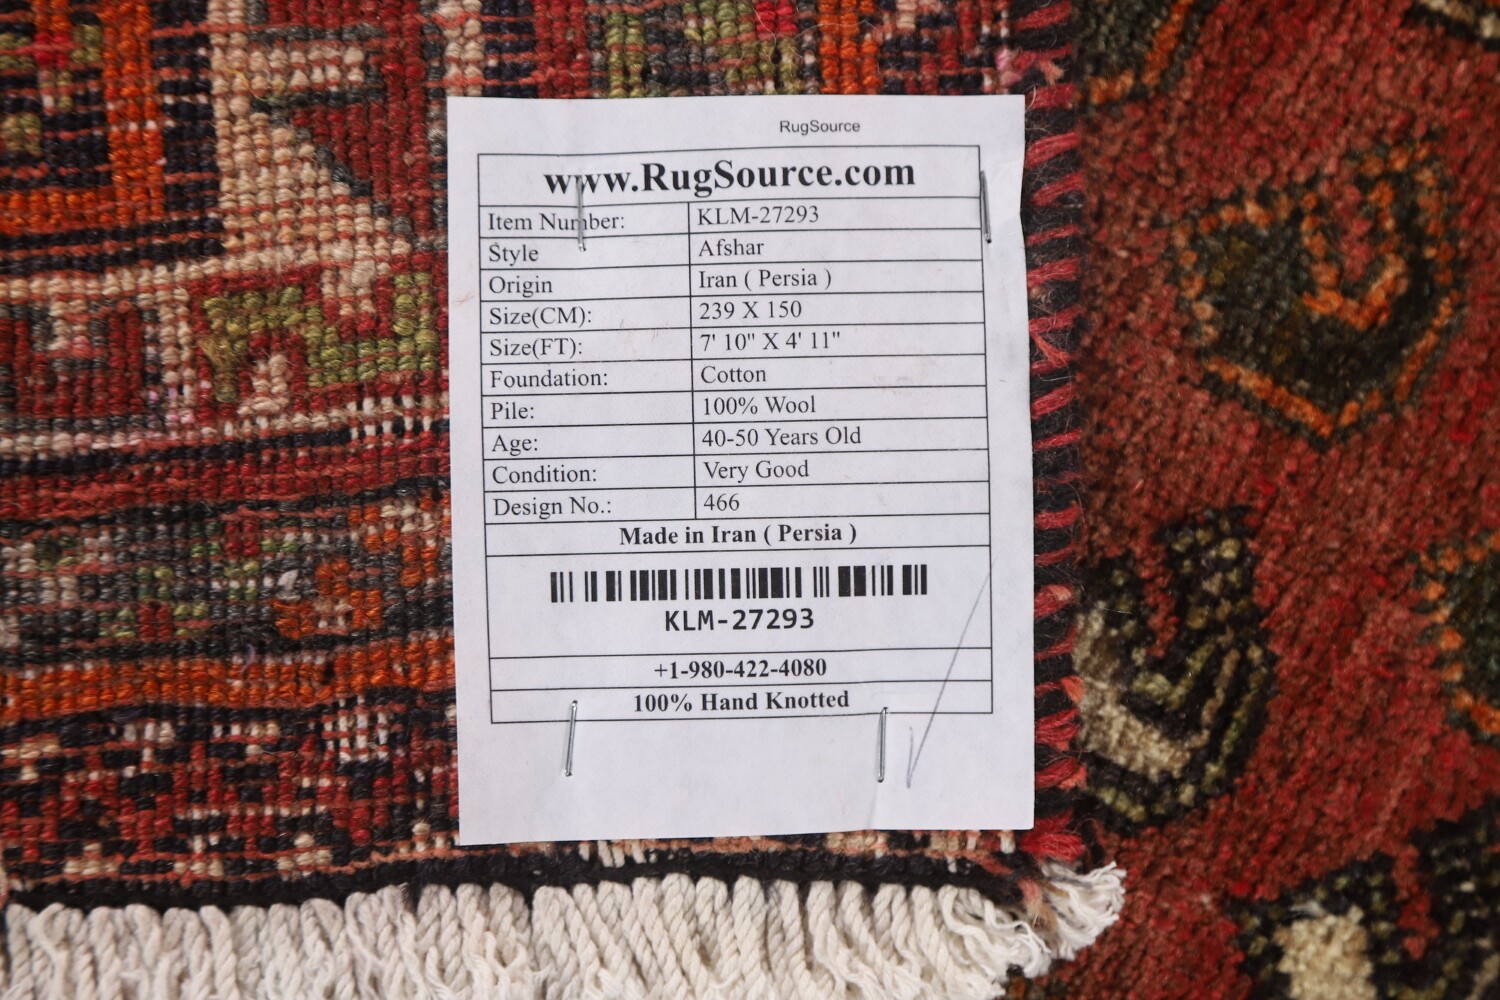 RugSource
www.RugSource.com
Item Number: KLM-27293
Style Afshar
Origin Iran ( Persia )
Size(CM): 239 X 150
Size(FT): 7' 10" X 4' 11"
Foundation: Cotton
Pile: 100% Wool
Age: 40-50 Years Old
Condition: Very Good
Design No.: 466
Made in Iran ( Persia )
KLM-27293
+1-980-422-4080
100% Hand Knotted